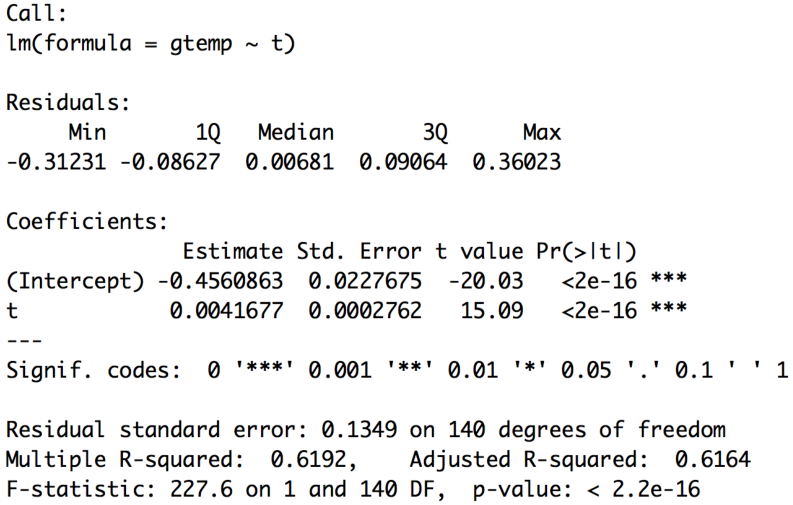 Call:
lm(formula = gtemp ~ t)
Residuals:
Min 1Q Median 3Q Max
-0.31231 -0.08627 0.00681 0.09064 0.36023
Coefficients:
Estimate Std. Error t value Pr(>|t|)
(Intercept) -0.4560863 0.0227675 -20.03 <2e-16 ***
t 0.0041677 0.0002762 15.09 <2e-16 ***
---
Signif. codes: 0 '***' 0.001 '**' 0.01 '*' 0.05 '.' 0.1 ' ' 1
Residual standard error: 0.1349 on 140 degrees of freedom
Multiple R-squared: 0.6192, Adjusted R-squared: 0.6164
F-statistic: 227.6 on 1 and 140 DF, p-value: < 2.2e-16